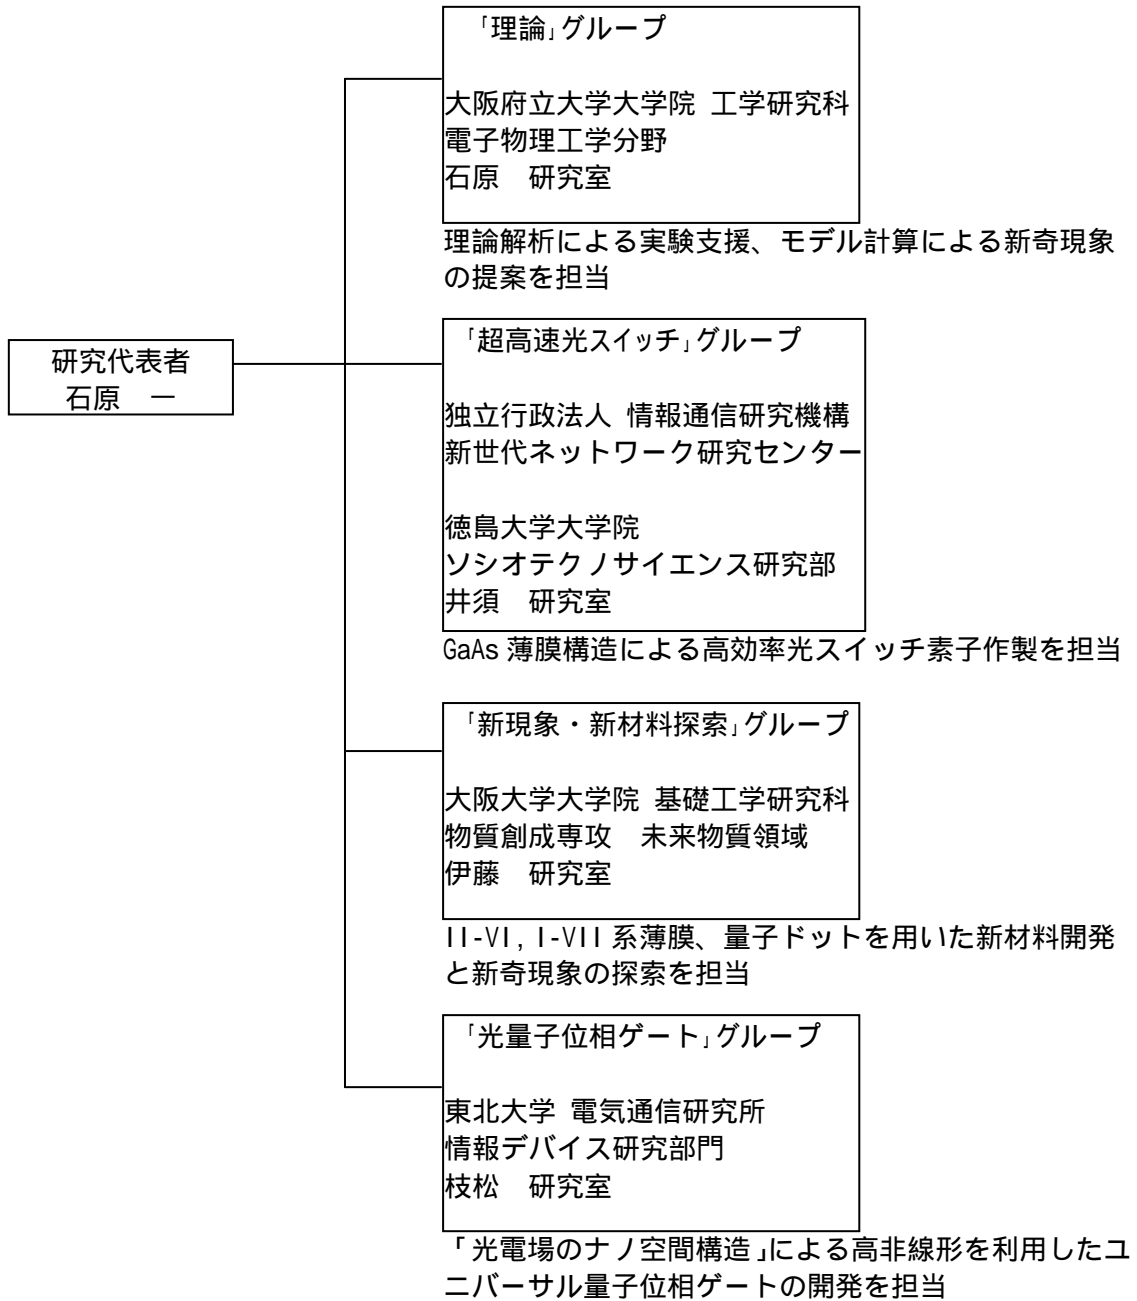 「理論」グループ
大阪府立大学大学院 工学研究科
電子物理工学分野
石原 研究室
理論解析による実験支援、モデル計算による新奇現象
の提案を担当
研究代表者
石原 一
「超高速光スイッチ」グループ
独立行政法人 情報通信研究機構
新世代ネットワーク研究センター
徳島大学大学院
ソシオテクノサイエンス研究部
井須 研究室
GaAs 薄膜構造による高効率光スイッチ素子作製を担当
「新現象・新材料探索」グループ
大阪大学大学院 基礎工学研究科
物質創成専攻 未来物質領域
伊藤 研究室
II-VI, I-VII 系薄膜、量子ドットを用いた新材料開発
と新奇現象の探索を担当
「光量子位相ゲート」グループ
東北大学 電気通信研究所
情報デバイス研究部門
枝松 研究室
「光電場のナノ空間構造」による高非線形を利用したユ
ニバーサル量子位相ゲートの開発を担当